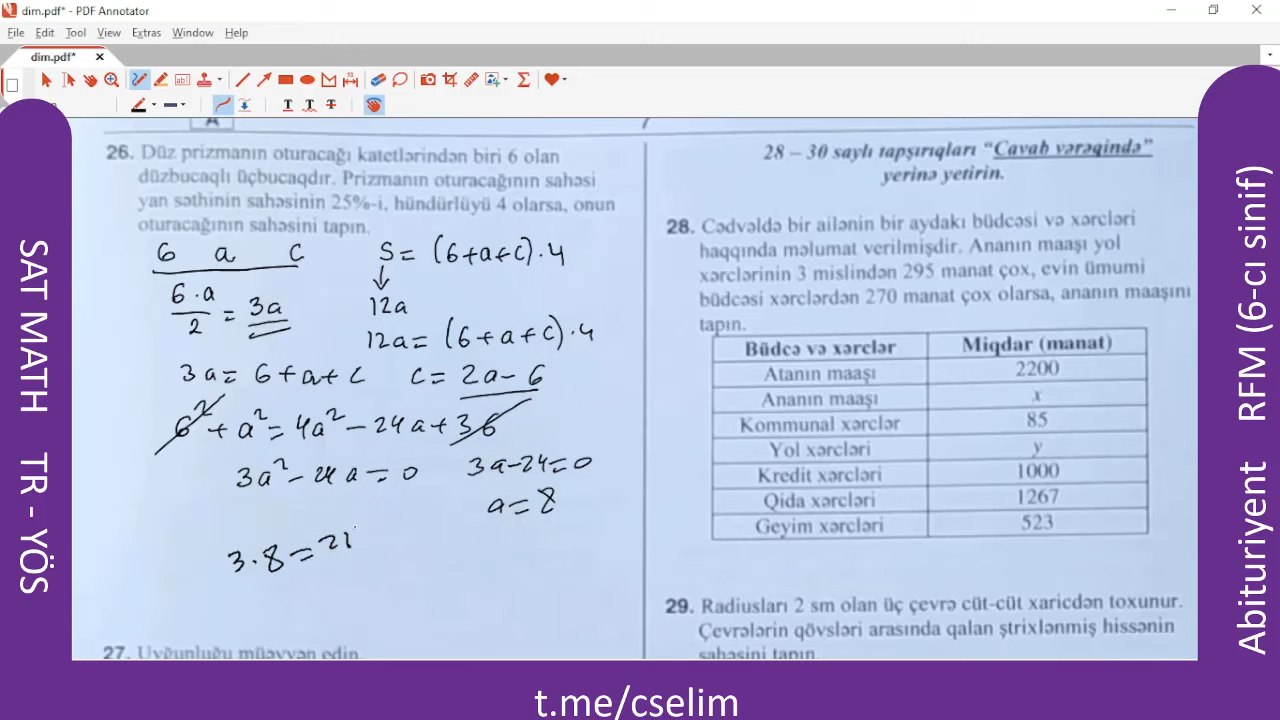 dim.pdf* - PDF Annotator
File Edit Tool View Extras Window Help
dim.pdf*
A
7
26. Düz prizmanın oturacağı katetlərindən biri 6 olan
düzbucaqlı üçbucaqdır. Prizmanın oturacağının sahəsi
yan səthinin sahəsinin 25%-i, hündürlüyü 4 olarsa, onun
oturacağının sahəsini tapın.
6 a c
6·a/2 = 3a
S = (6+a+c)·4
12a
12a = (6+a+c)·4
3a = 6+a+c c = 2a-6
6² + a² = 4a² - 24a + 36
3a² - 24a = 0 3a-24=0
a = 8
3·8 = 21
27. Uyğunluğu müəyyən edin.
28 – 30 saylı tapşırıqları “Cavab vərəqində”
yerinə yetirin.
28. Cədvəldə bir ailənin bir aydakı büdcəsi və xərcləri
haqqında məlumat verilmişdir. Ananın maaşı yol
xərclərinin 3 mislindən 295 manat çox, evin ümumi
büdcəsi xərclərdən 270 manat çox olarsa, ananın maaşını
tapın.
Büdcə və xərclər Miqdar (manat)
Atanın maaşı 2200
Ananın maaşı x
Kommunal xərclər 85
Yol xərcləri y
Kredit xərcləri 1000
Qida xərcləri 1267
Geyim xərcləri 523
29. Radiusları 2 sm olan üç çevrə cüt-cüt xaricdən toxunur.
Çevrələrin qövsləri arasında qalan ştrixlənmiş hissənin
sahəsini tapın.
SAT MATH TR - YÖS
Abituriyent RFM (6-cı sinif)
t.me/cselim